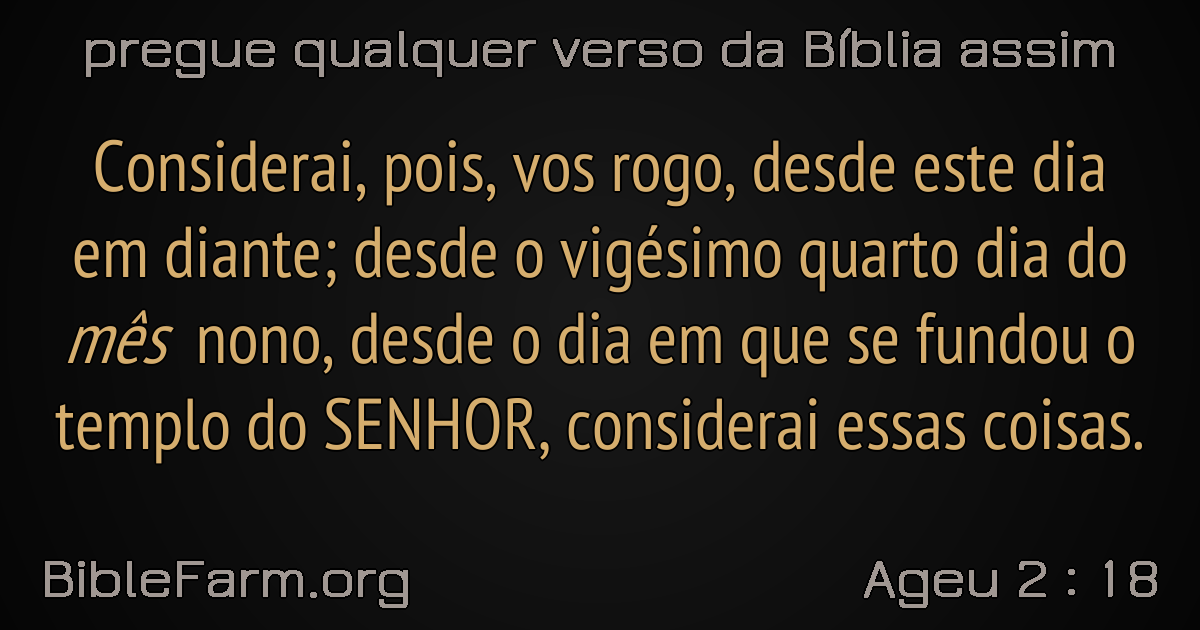 pregue qualquer verso da Bíblia assim
Considerai, pois, vos rogo, desde este dia
em diante; desde o vigésimo quarto dia do
mês nono, desde o dia em que se fundou o
templo do SENHOR, considerai essas coisas.
BibleFarm.org
Ageu 2 : 18